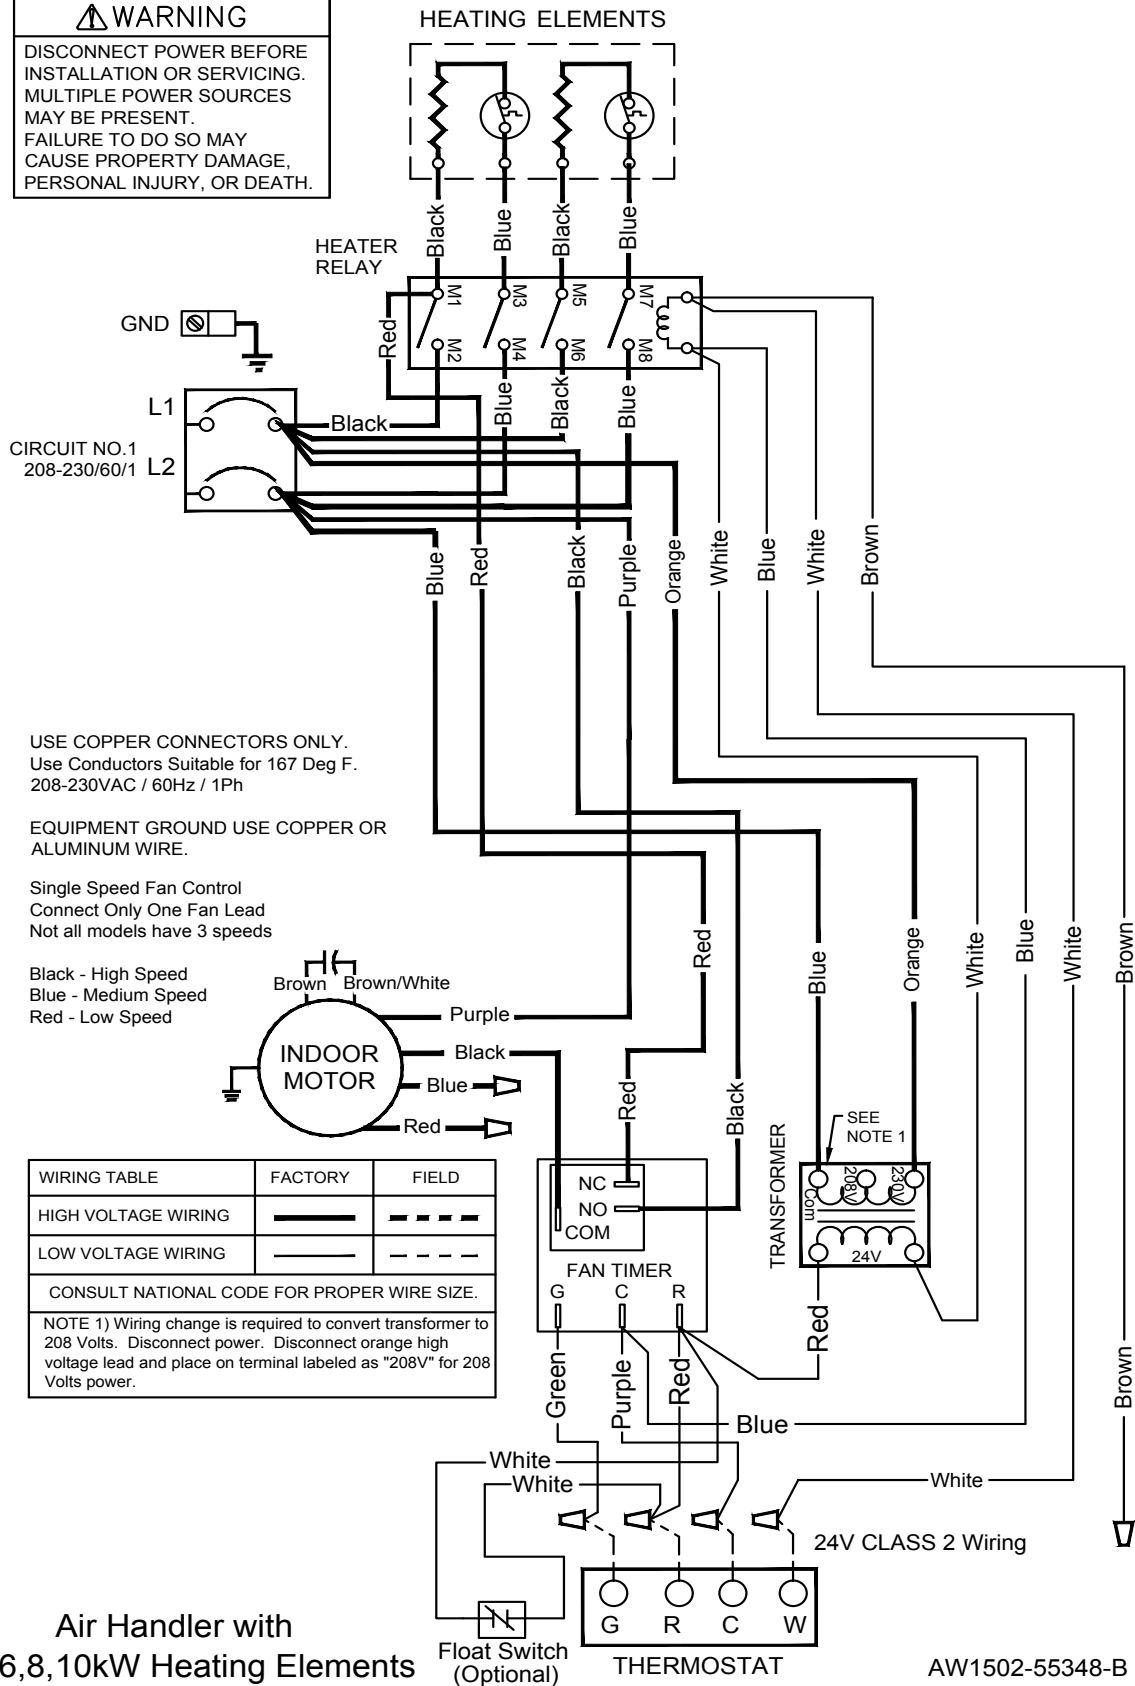 WARNING
DISCONNECT POWER BEFORE
INSTALLATION OR SERVICING.
MULTIPLE POWER SOURCES
MAY BE PRESENT.
FAILURE TO DO SO MAY
CAUSE PROPERTY DAMAGE,
PERSONAL INJURY, OR DEATH.
HEATING ELEMENTS
Black
Blue
Black
Blue
HEATER
RELAY
M1
M3
M5
M7
M2
M4
M6
M8
GND
Red
L1
L2
CIRCUIT NO.1
208-230/60/1
Black
Blue
Black
Blue
Blue
Red
Black
Purple
Orange
White
Blue
White
Brown
USE COPPER CONNECTORS ONLY.
Use Conductors Suitable for 167 Deg F.
208-230VAC / 60Hz / 1Ph
EQUIPMENT GROUND USE COPPER OR
ALUMINUM WIRE.
Single Speed Fan Control
Connect Only One Fan Lead
Not all models have 3 speeds
Black - High Speed
Blue - Medium Speed
Red - Low Speed
Brown
Brown/White
INDOOR
MOTOR
Purple
Black
Blue
Red
Red
Red
Black
Blue
Orange
White
Blue
White
Brown
SEE
NOTE 1
TRANSFORMER
Com
208V
230V
24V
NC
NO
COM
FAN TIMER
G
C
R
WIRING TABLE
FACTORY
FIELD
HIGH VOLTAGE WIRING
LOW VOLTAGE WIRING
CONSULT NATIONAL CODE FOR PROPER WIRE SIZE.
NOTE 1) Wiring change is required to convert transformer to
208 Volts. Disconnect power. Disconnect orange high
voltage lead and place on terminal labeled as "208V" for 208
Volts power.
Green
Purple
Red
Red
Blue
Brown
White
White
White
24V CLASS 2 Wiring
G
R
C
W
THERMOSTAT
Float Switch
(Optional)
Air Handler with
6,8,10kW Heating Elements
AW1502-55348-B